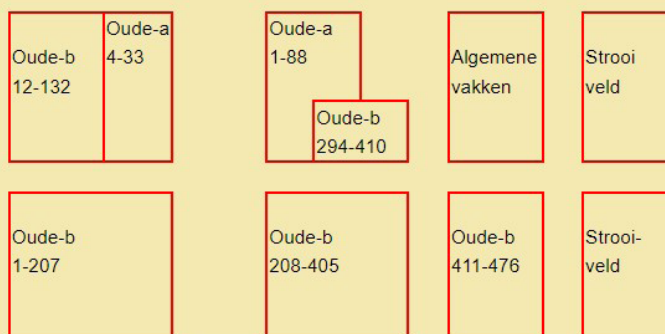 Oude-b
12-132
Oude-a
4-33
Oude-a
1-88
Oude-b
294-410
Algemene
vakken
Strooi
veld
Oude-b
1-207
Oude-b
208-405
Oude-b
411-476
Strooi-
veld